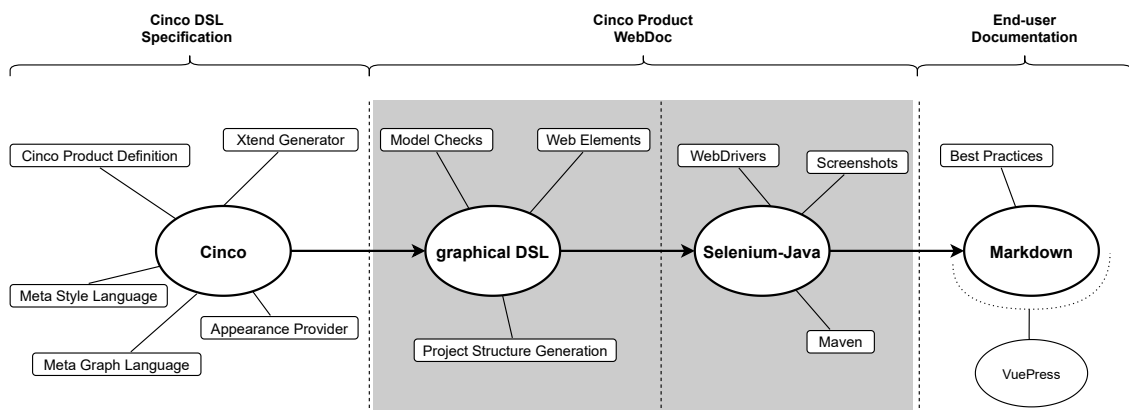 Cinco DSL
Specification
Cinco Product
WebDoc
End-user
Documentation
Cinco Product Definition
Xtend Generator
Model Checks
Web Elements
WebDrivers
Screenshots
Best Practices
Cinco
graphical DSL
Selenium-Java
Markdown
Meta Style Language
Appearance Provider
Meta Graph Language
Project Structure Generation
Maven
VuePress